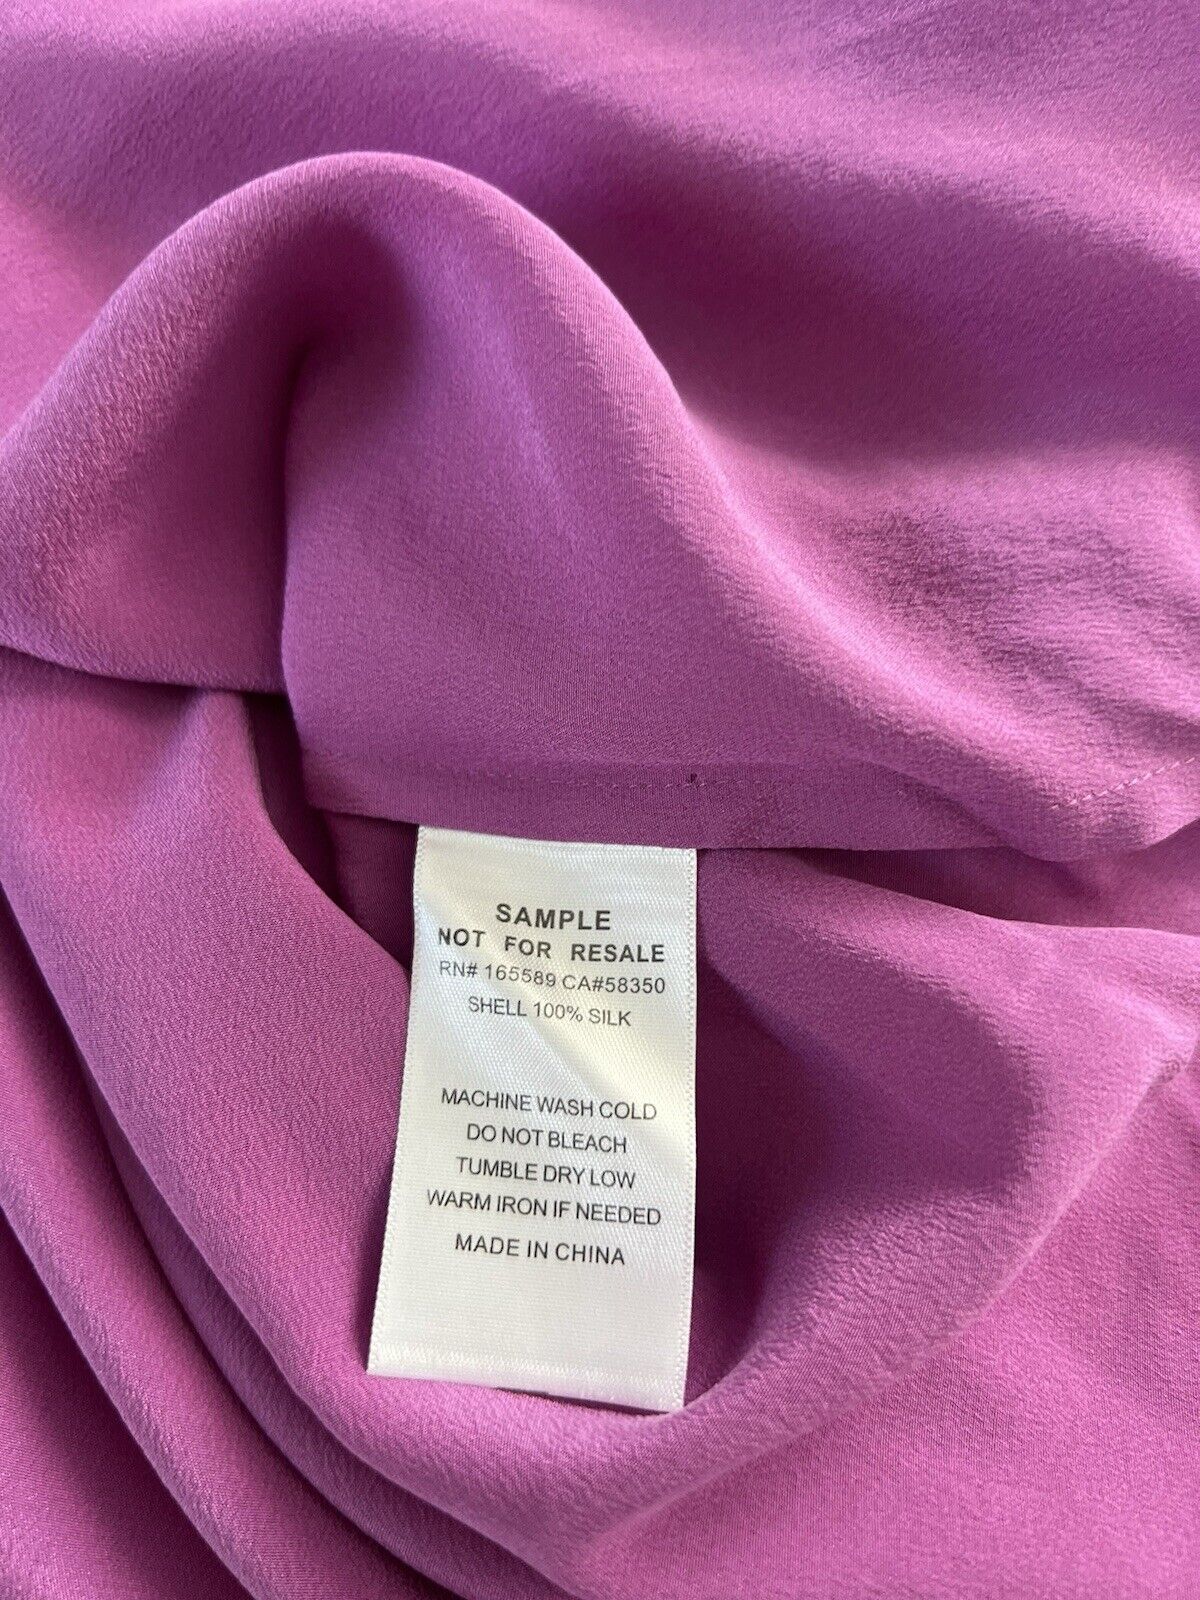 SAMPLE
NOT FOR RESALE
RN# 165589 CA#58350
SHELL 100% SILK
MACHINE WASH COLD
DO NOT BLEACH
TUMBLE DRY LOW
WARM IRON IF NEEDED
MADE IN CHINA